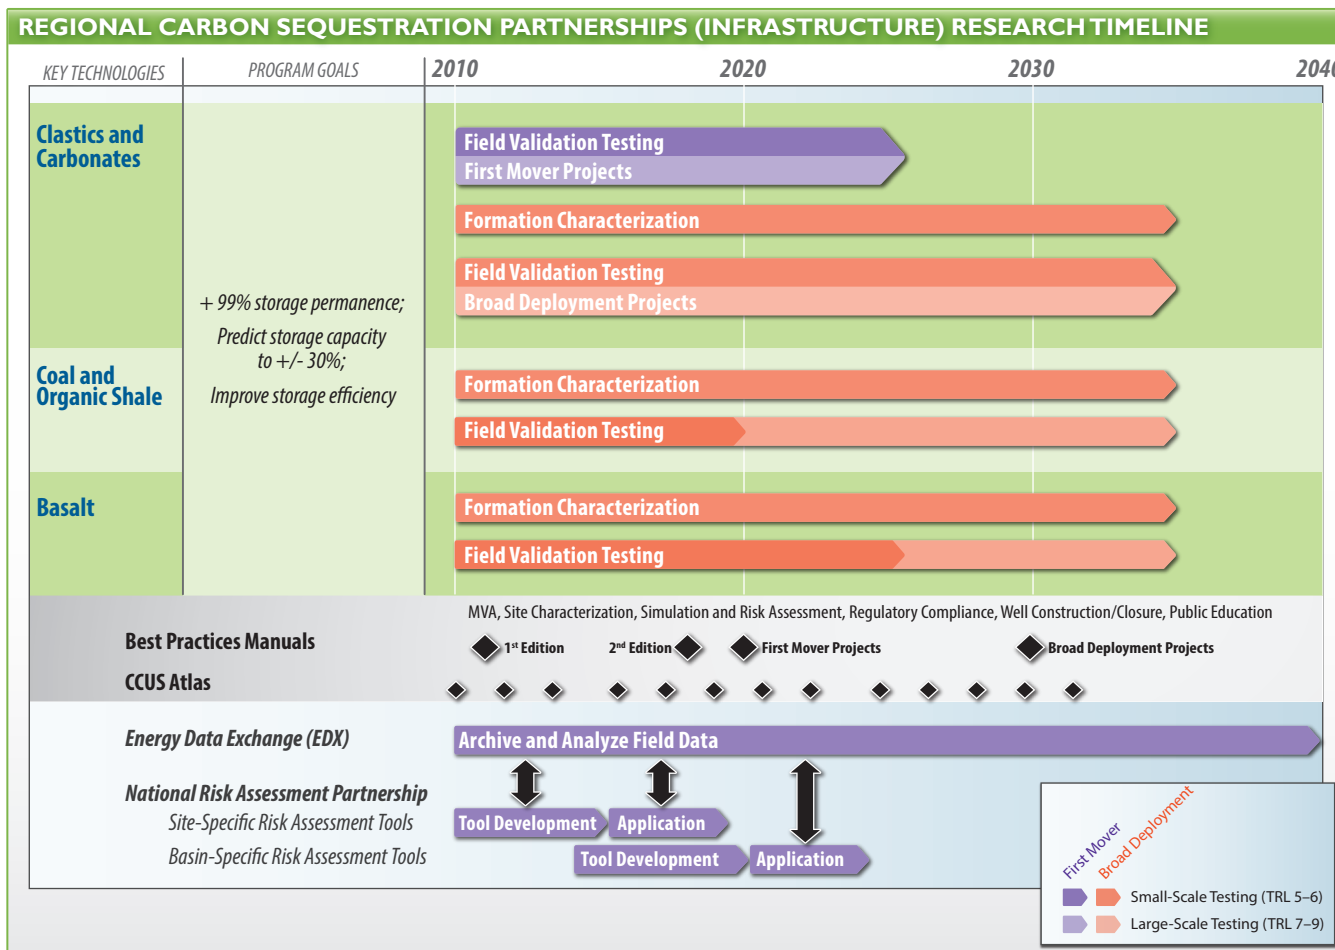 REGIONAL CARBON SEQUESTRATION PARTNERSHIPS (INFRASTRUCTURE) RESEARCH TIMELINE
KEY TECHNOLOGIES
PROGRAM GOALS
2010
2020
2030
2040
Clastics and
Carbonates
+ 99% storage permanence;
Predict storage capacity
to +/- 30%;
Improve storage efficiency
Field Validation Testing
First Mover Projects
Formation Characterization
Field Validation Testing
Broad Deployment Projects
Coal and
Organic Shale
Formation Characterization
Field Validation Testing
Basalt
Formation Characterization
Field Validation Testing
MVA, Site Characterization, Simulation and Risk Assessment, Regulatory Compliance, Well Construction/Closure, Public Education
Best Practices Manuals
1st Edition
2nd Edition
First Mover Projects
Broad Deployment Projects
CCUS Atlas
Energy Data Exchange (EDX)
Archive and Analyze Field Data
National Risk Assessment Partnership
Site-Specific Risk Assessment Tools
Tool Development
Application
Basin-Specific Risk Assessment Tools
Tool Development
Application
First Mover
Broad Deployment
Small-Scale Testing (TRL 5–6)
Large-Scale Testing (TRL 7–9)